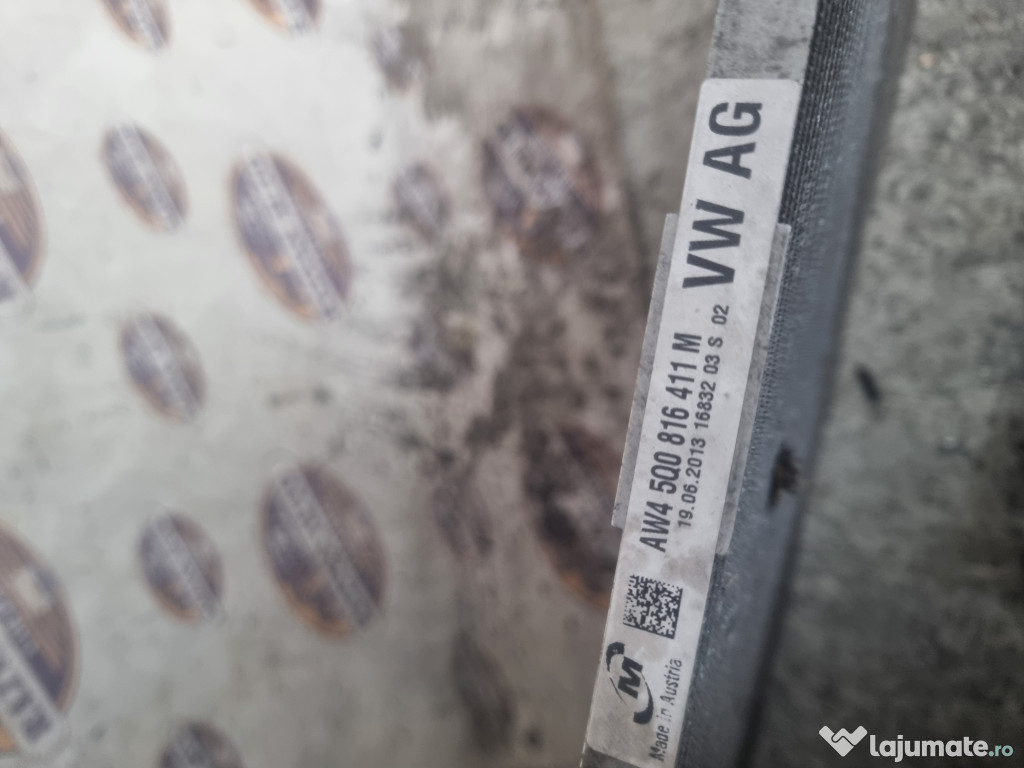 VW AG
AW4 5Q0 816 411 M
19.06.2013 16832 03 S 02
M
Made in Austria
lajumate.ro